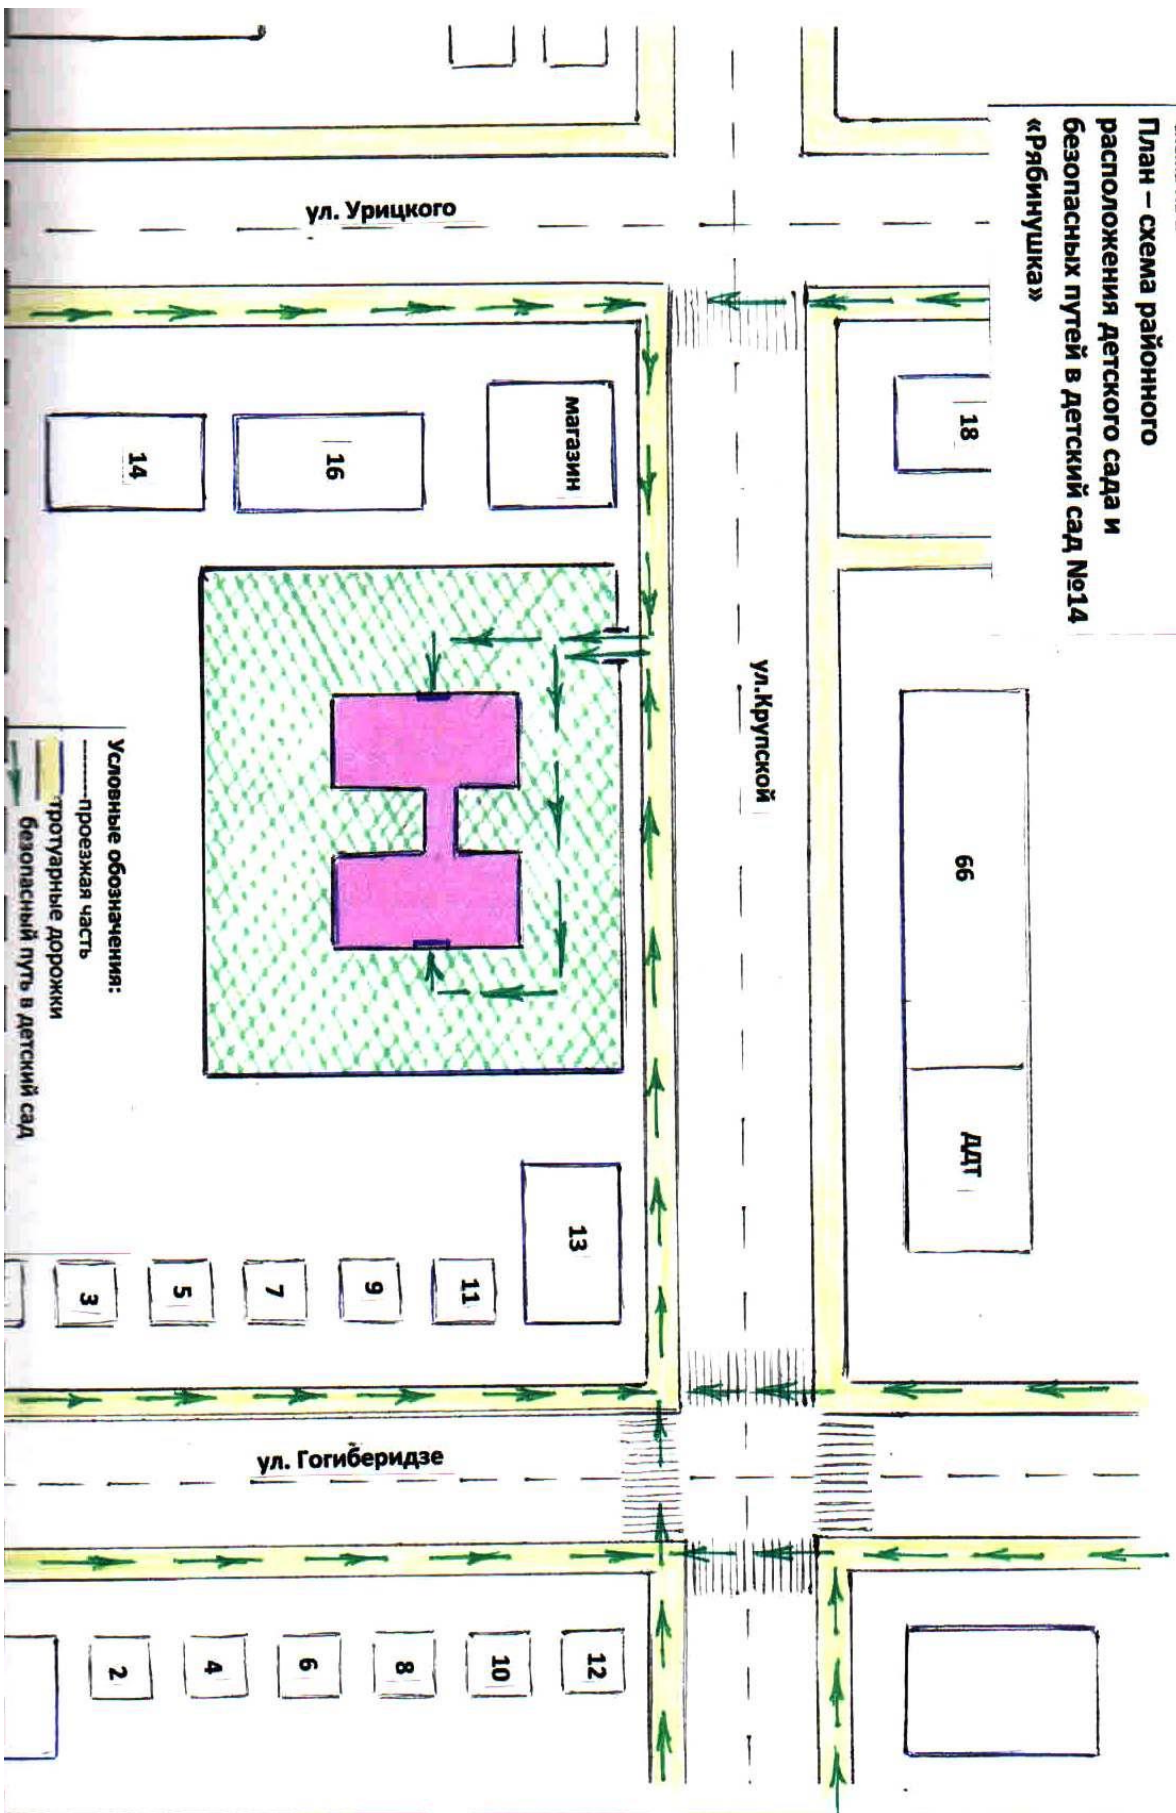 План – схема районного
расположения детского сада и
безопасных путей в детский сад №14
«Рябинушка»
ул. Урицкого
18
магазин
16
14
ул.Крупской
66
ДДТ
13
11
9
7
5
3
ул. Гогиберидзе
12
10
8
6
4
2
Условные обозначения:
---------проезжая часть
тротуарные дорожки
безопасный путь в детский сад